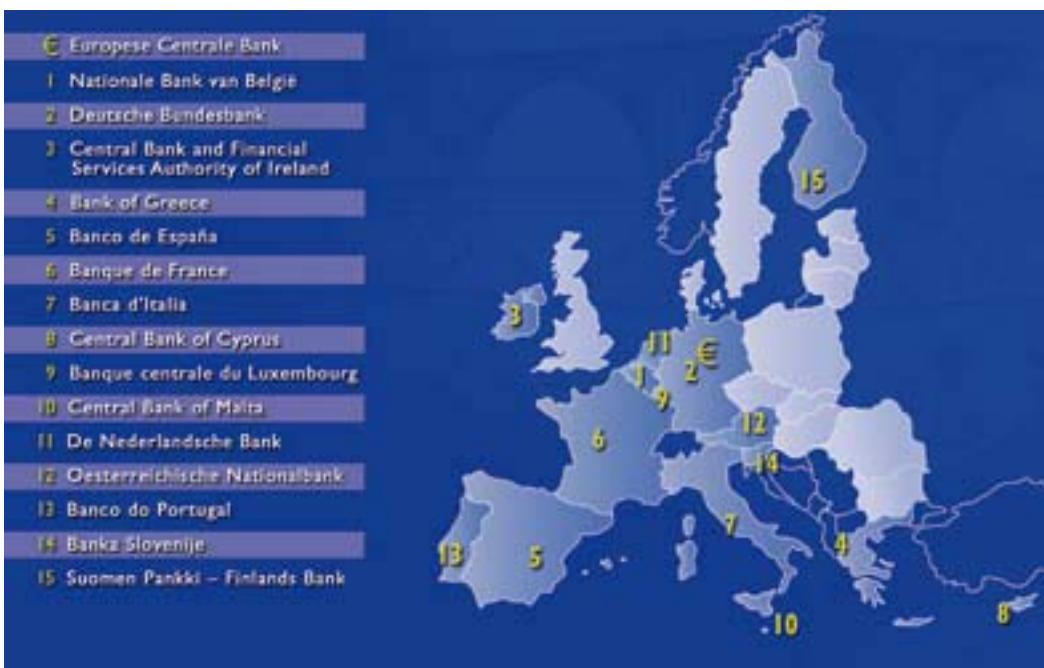 € Europese Centrale Bank
1 Nationale Bank van België
2 Deutsche Bundesbank
3 Central Bank and Financial
Services Authority of Ireland
4 Bank of Greece
5 Banco de España
6 Banque de France
7 Banca d'Italia
8 Central Bank of Cyprus
9 Banque centrale du Luxembourg
10 Central Bank of Malta
11 De Nederlandsche Bank
12 Oesterreichische Nationalbank
13 Banco do Portugal
14 Banka Slovenije
15 Suomen Pankki – Finlands Bank
15
3
11
€
1
2
9
12
6
14
7
13
5
4
10
8